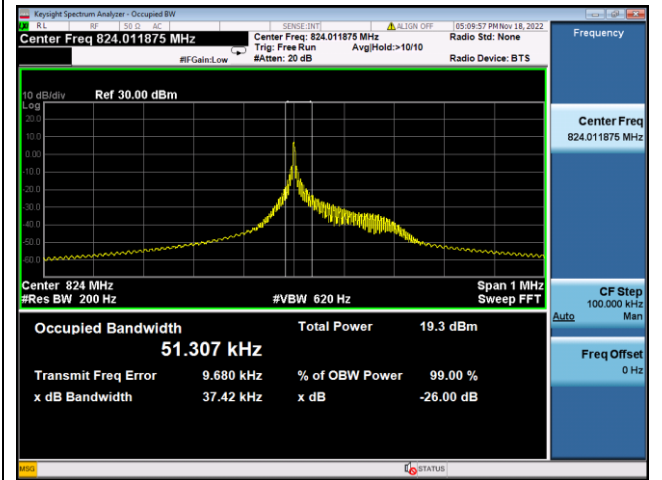 Keysight Spectrum Analyzer - Occupied BW
RL RF 50 Ω AC SENSE:INT ALIGN OFF 05:09:57 PM Nov 18, 2022
Center Freq 824.011875 MHz
Center Freq: 824.011875 MHz
Radio Std: None
Trig: Free Run Avg|Hold:>10/10
#IFGain:Low #Atten: 20 dB Radio Device: BTS
10 dB/div Ref 30.00 dBm
Log
20.0
10.0
0.00
-10.0
-20.0
-30.0
-40.0
-50.0
-60.0
Center 824 MHz Span 1 MHz
#Res BW 200 Hz #VBW 620 Hz Sweep FFT
Occupied Bandwidth Total Power 19.3 dBm
51.307 kHz
Transmit Freq Error 9.680 kHz % of OBW Power 99.00 %
x dB Bandwidth 37.42 kHz x dB -26.00 dB
Frequency
Center Freq
824.011875 MHz
CF Step
100.000 kHz
Auto Man
Freq Offset
0 Hz
MSG STATUS